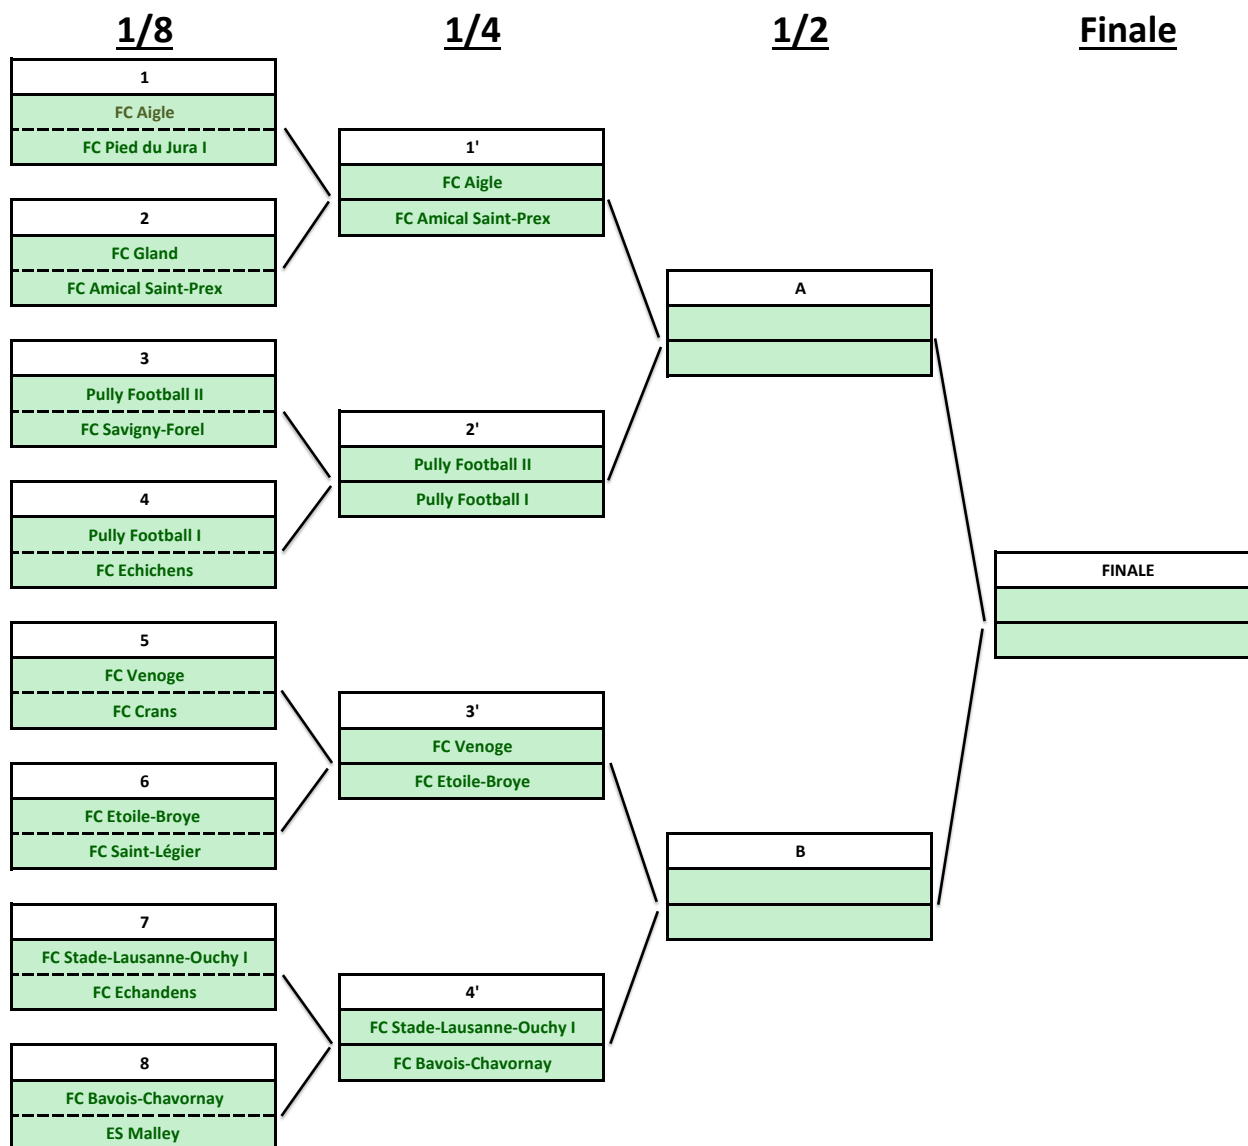 1/8
1/4
1/2
Finale
1
FC Aigle
FC Pied du Jura I
2
FC Gland
FC Amical Saint-Prex
3
Pully Football II
FC Savigny-Forel
4
Pully Football I
FC Echichens
5
FC Venoge
FC Crans
6
FC Etoile-Broye
FC Saint-Légier
7
FC Stade-Lausanne-Ouchy I
FC Echandens
8
FC Bavois-Chavornay
ES Malley
1'
FC Aigle
FC Amical Saint-Prex
2'
Pully Football II
Pully Football I
3'
FC Venoge
FC Etoile-Broye
4'
FC Stade-Lausanne-Ouchy I
FC Bavois-Chavornay
A
B
FINALE